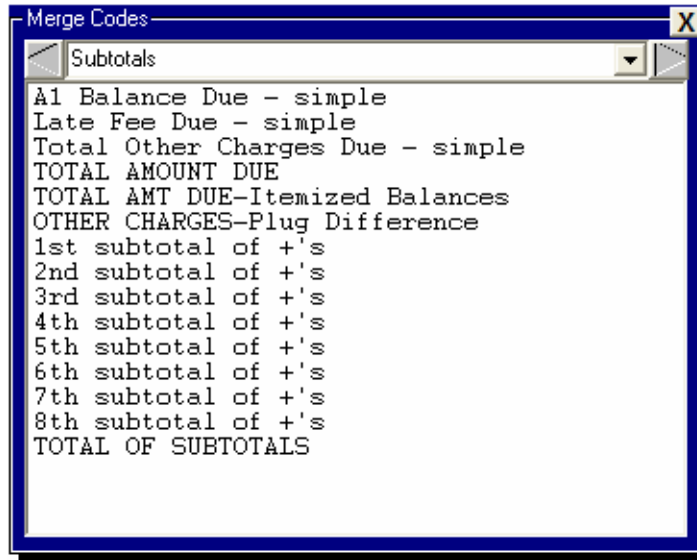 Merge Codes
X
Subtotals
A1 Balance Due - simple
Late Fee Due - simple
Total Other Charges Due - simple
TOTAL AMOUNT DUE
TOTAL AMT DUE-Itemized Balances
OTHER CHARGES-Plug Difference
1st subtotal of +'s
2nd subtotal of +'s
3rd subtotal of +'s
4th subtotal of +'s
5th subtotal of +'s
6th subtotal of +'s
7th subtotal of +'s
8th subtotal of +'s
TOTAL OF SUBTOTALS